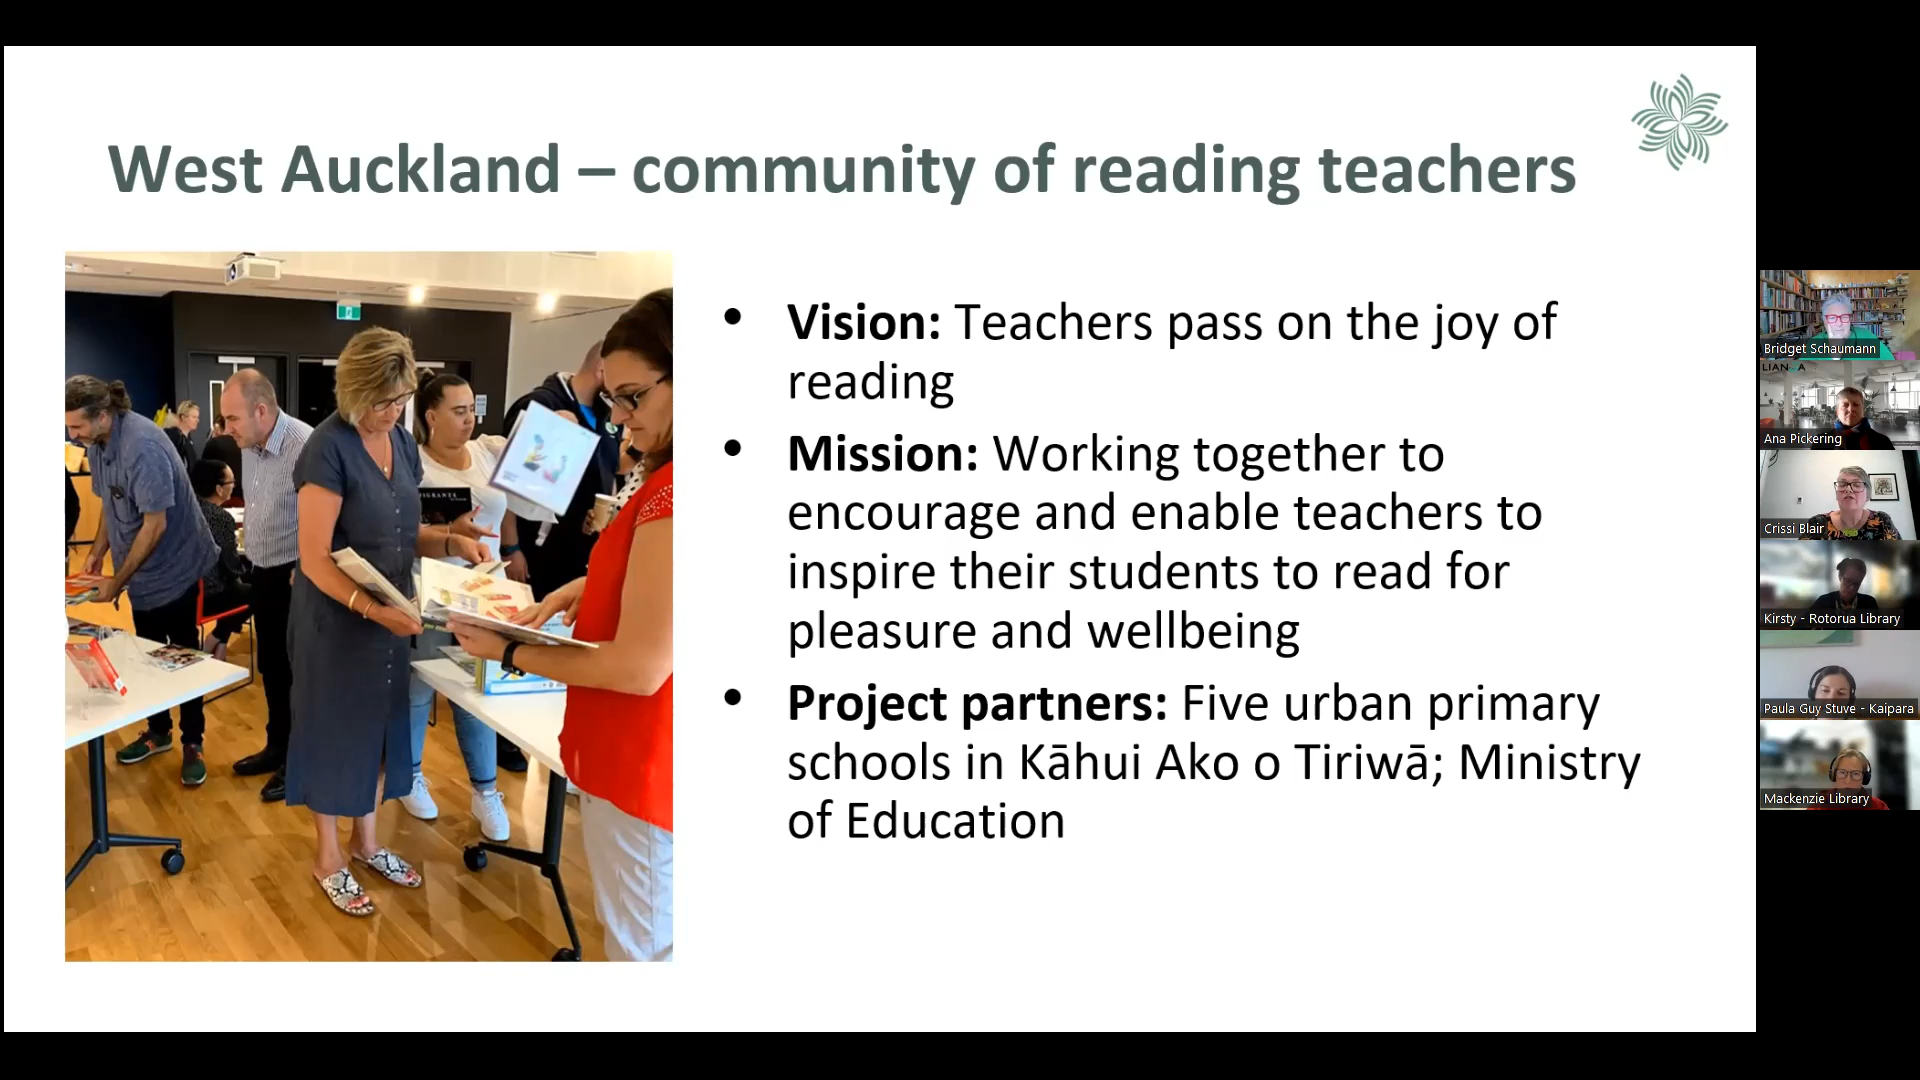 West Auckland – community of reading teachers
• Vision: Teachers pass on the joy of
reading
• Mission: Working together to
encourage and enable teachers to
inspire their students to read for
pleasure and wellbeing
• Project partners: Five urban primary
schools in Kāhui Ako o Tiriwā; Ministry
of Education
Bridget Schaumann
Ana Pickering
Crissi Blair
Kirsty - Rotorua Library
Paula Guy Stuve - Kaipara
Mackenzie Library